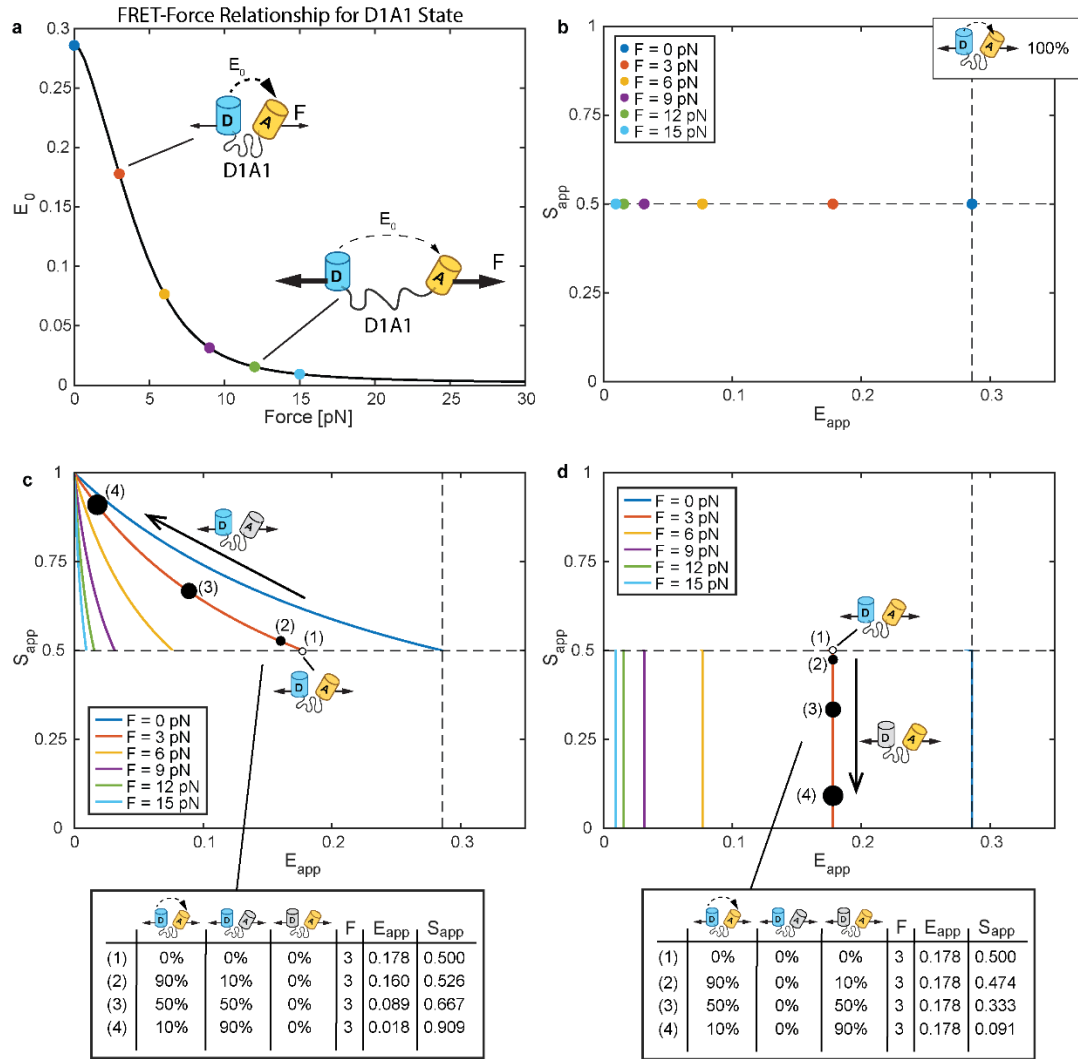 FRET-Force Relationship for D1A1 State
a
0.3
0.25
0.2
0.15
0.1
0.05
0
E0
0 5 10 15 20 25 30
Force [pN]
E0
D A F
D1A1
E0
D A F
D1A1
b
1
0.75
0.5
0.25
0
Sapp
0 0.1 0.2 0.3
Eapp
F = 0 pN
F = 3 pN
F = 6 pN
F = 9 pN
F = 12 pN
F = 15 pN
D A 100%
c
1
0.75
0.5
0.25
0
Sapp
0 0.1 0.2 0.3
Eapp
(4)
D A
(3)
(2)
(1)
D A
F = 0 pN
F = 3 pN
F = 6 pN
F = 9 pN
F = 12 pN
F = 15 pN
D A D A D A F Eapp Sapp
(1) 0% 0% 0% 3 0.178 0.500
(2) 90% 10% 0% 3 0.160 0.526
(3) 50% 50% 0% 3 0.089 0.667
(4) 10% 90% 0% 3 0.018 0.909
d
1
0.75
0.5
0.25
0
Sapp
0 0.1 0.2 0.3
Eapp
F = 0 pN
F = 3 pN
F = 6 pN
F = 9 pN
F = 12 pN
F = 15 pN
D A
(1)
(2)
(3)
D A
(4)
D A D A D A F Eapp Sapp
(1) 0% 0% 0% 3 0.178 0.500
(2) 90% 0% 10% 3 0.178 0.474
(3) 50% 0% 50% 3 0.178 0.333
(4) 10% 0% 90% 3 0.178 0.091